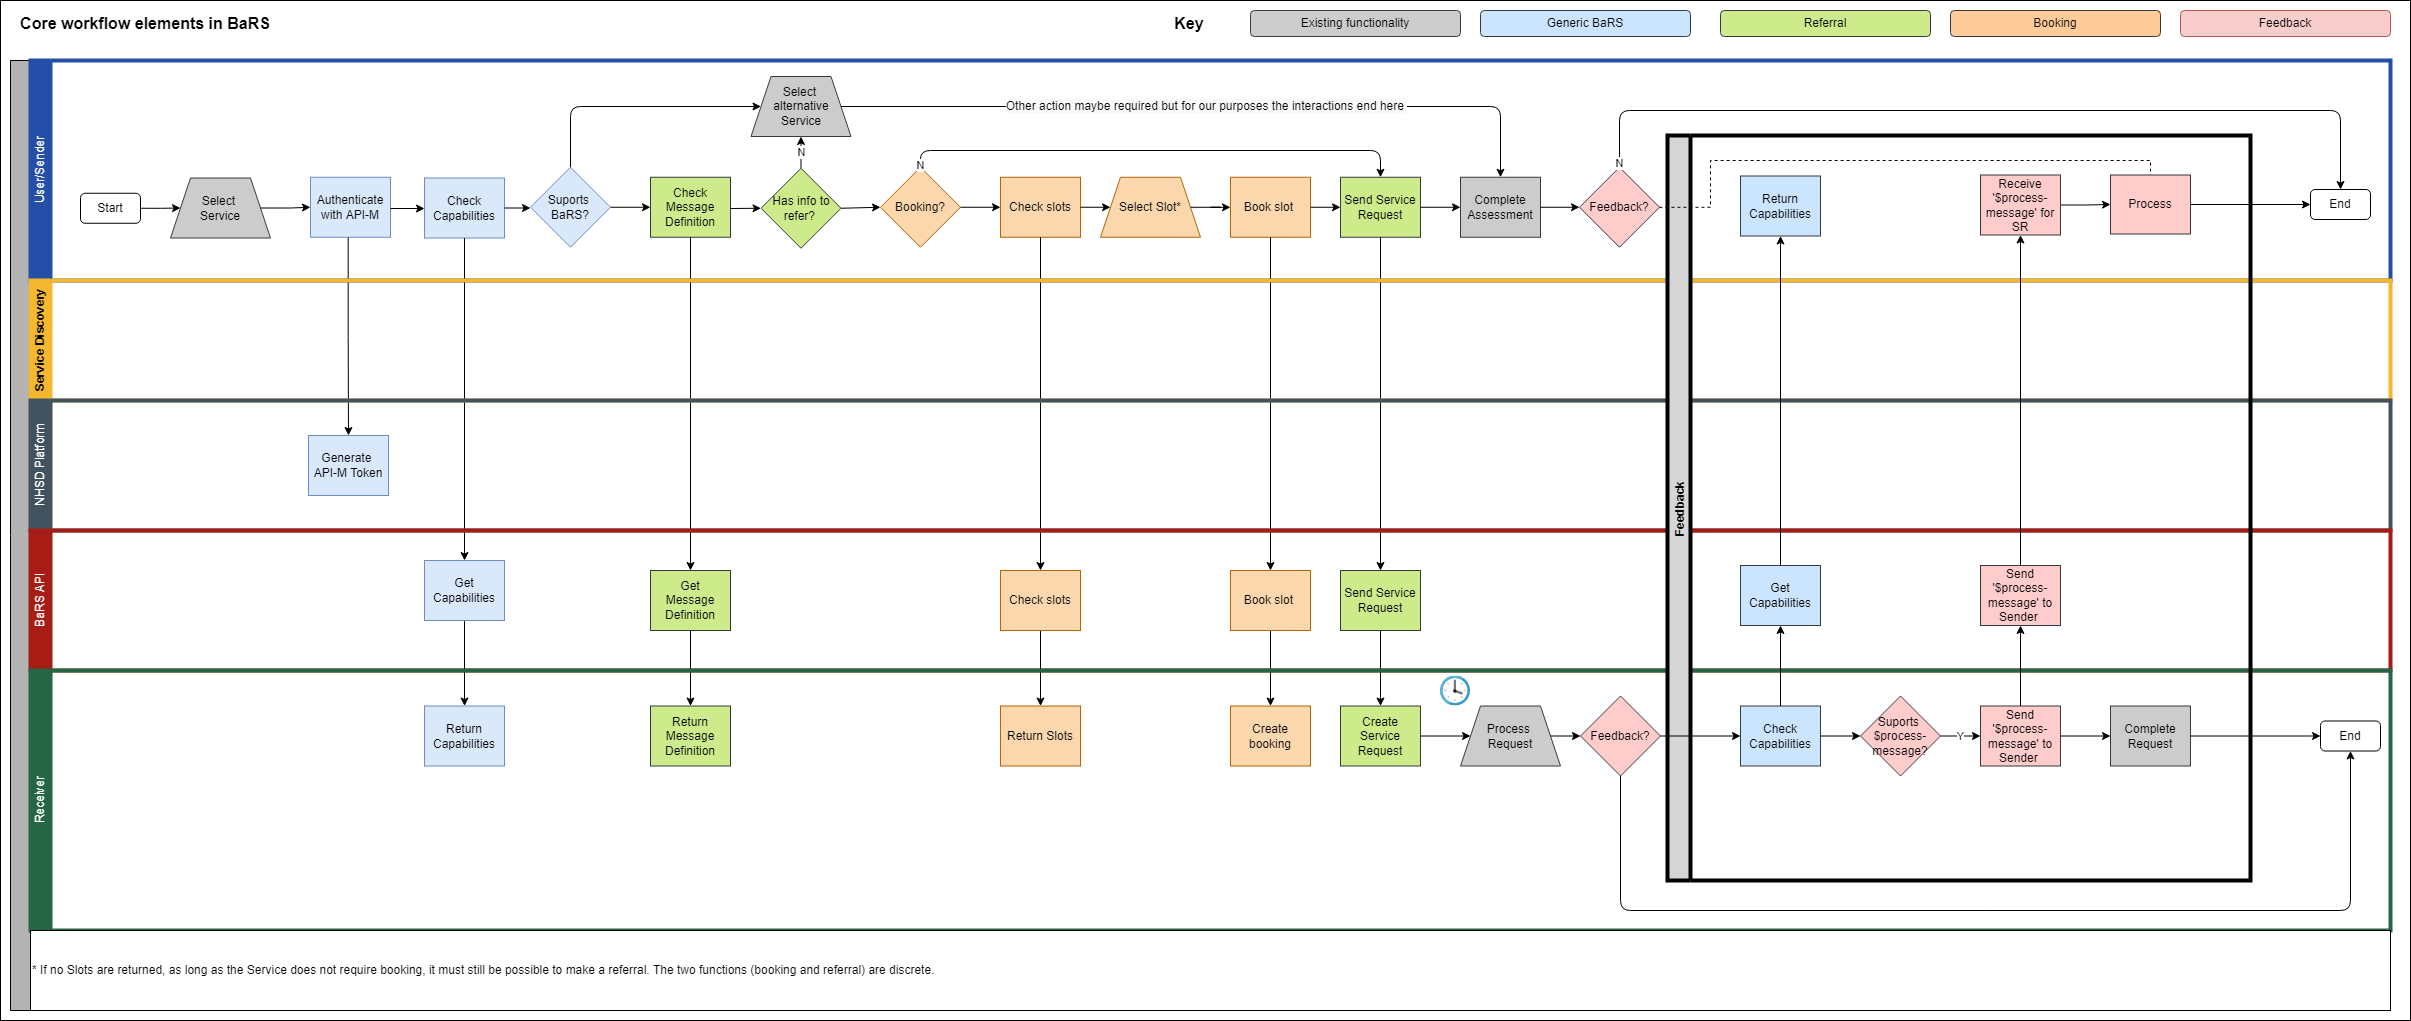 Core workflow elements in BaRS
Key
Existing functionality
Generic BaRS
Referral
Booking
Feedback
User/Sender
Select
alternative
Service
Other action maybe required but for our purposes the interactions end here
N
N
N
Start
Select
Service
Authenticate
with API-M
Check
Capabilities
Suports
BaRS?
Check
Message
Definition
Has info to
refer?
Booking?
Check slots
Select Slot*
Book slot
Send Service
Request
Complete
Assessment
Feedback?
Return
Capabilities
Receive
'$process-
message' for
SR
Process
End
Service Discovery
NHSD Platform
Generate
API-M Token
Feedback
BaRS API
Get
Capabilities
Get
Message
Definition
Check slots
Book slot
Send Service
Request
Get
Capabilities
Send
'$process-
message' to
Sender
Receiver
Return
Capabilities
Return
Message
Definition
Return Slots
Create
booking
Create
Service
Request
Process
Request
Feedback?
Check
Capabilities
Suports
$process-
message?
Y
Send
'$process-
message' to
Sender
Complete
Request
End
* If no Slots are returned, as long as the Service does not require booking, it must still be possible to make a referral. The two functions (booking and referral) are discrete.